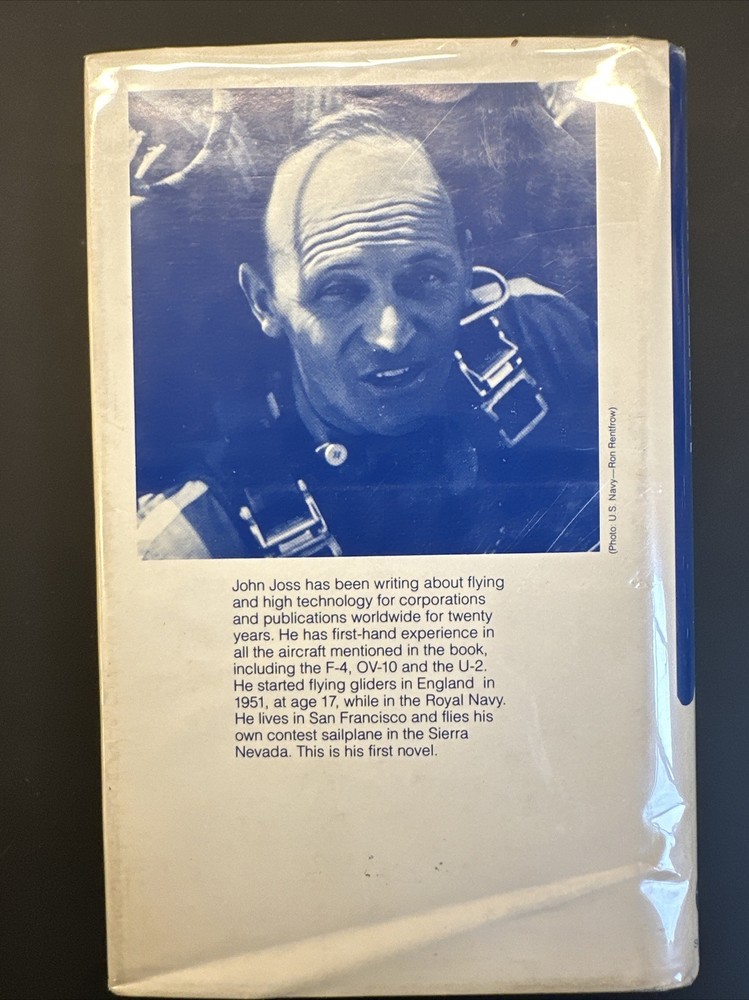 (Photo: U.S. Navy—Ron Rentfrow)
John Joss has been writing about flying
and high technology for corporations
and publications worldwide for twenty
years. He has first-hand experience in
all the aircraft mentioned in the book,
including the F-4, OV-10 and the U-2.
He started flying gliders in England in
1951, at age 17, while in the Royal Navy.
He lives in San Francisco and flies his
own contest sailplane in the Sierra
Nevada. This is his first novel.